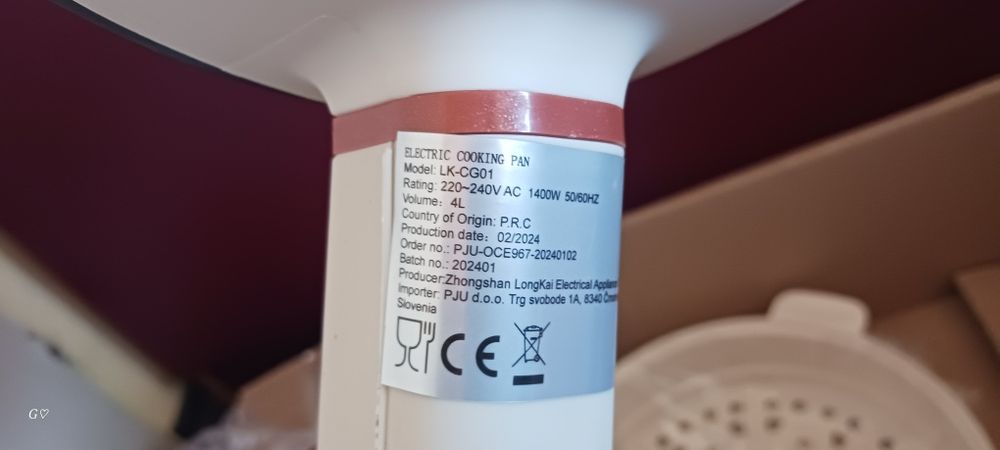 ELECTRIC COOKING PAN
Model: LK-CG01
Rating: 220~240V AC 1400W 50/60HZ
Volume: 4L
Country of Origin: P.R.C
Production date: 02/2024
Order no.: PJU-OCE967-20240102
Batch no.: 202401
Producer:Zhongshan LongKai Electrical
Importer: PJU d.o.o. Trg svobode 1A, 8340
Slovenia
CE
G♡